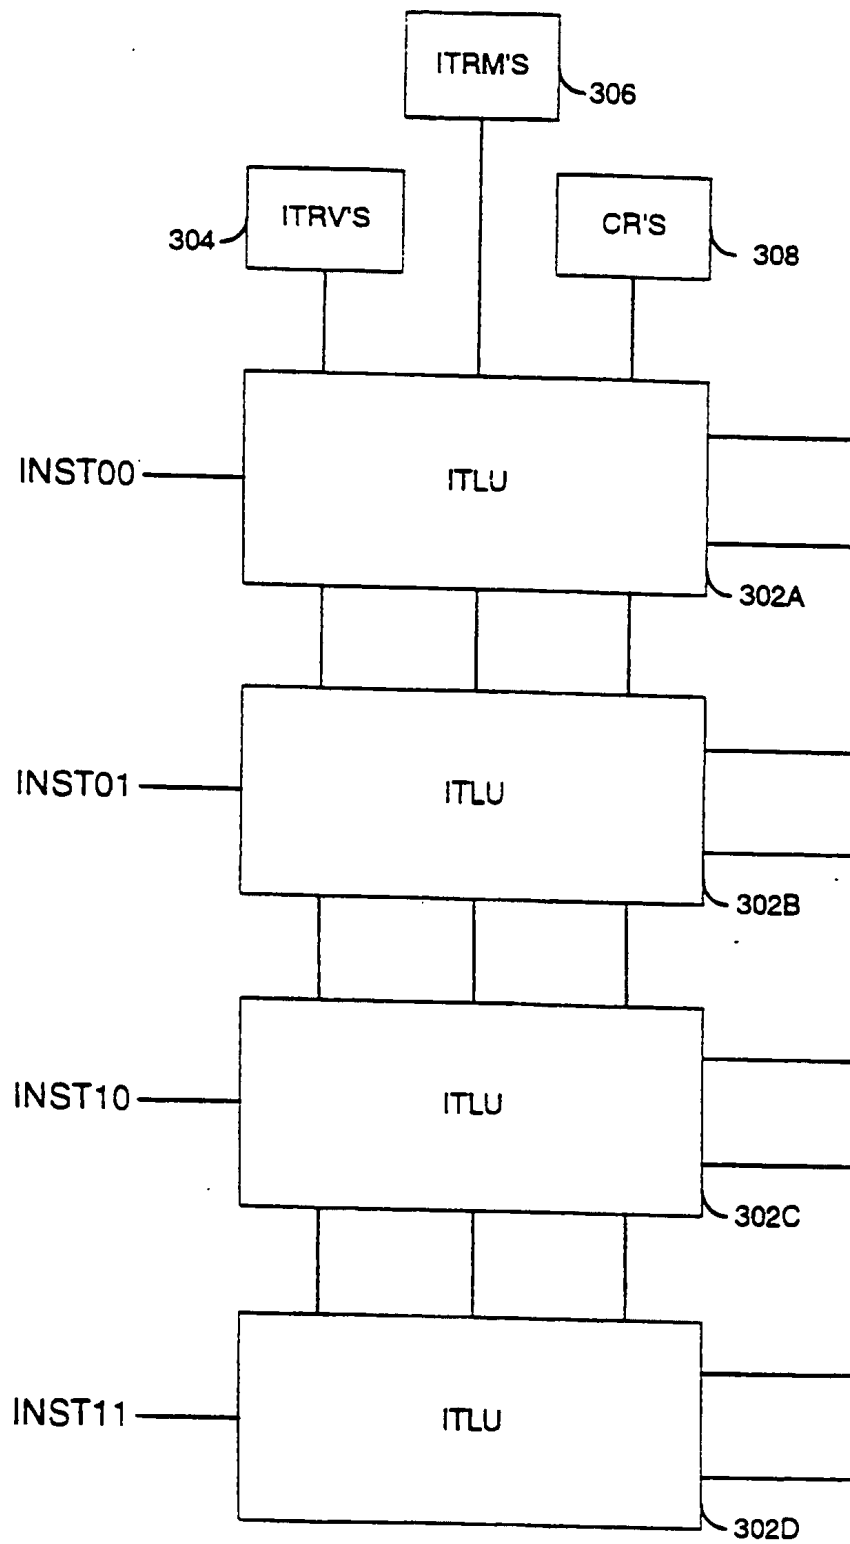 ITRM'S
306
ITRV'S
304
CR'S
308
INST00
ITLU
302A
INST01
ITLU
302B
INST10
ITLU
302C
INST11
ITLU
302D